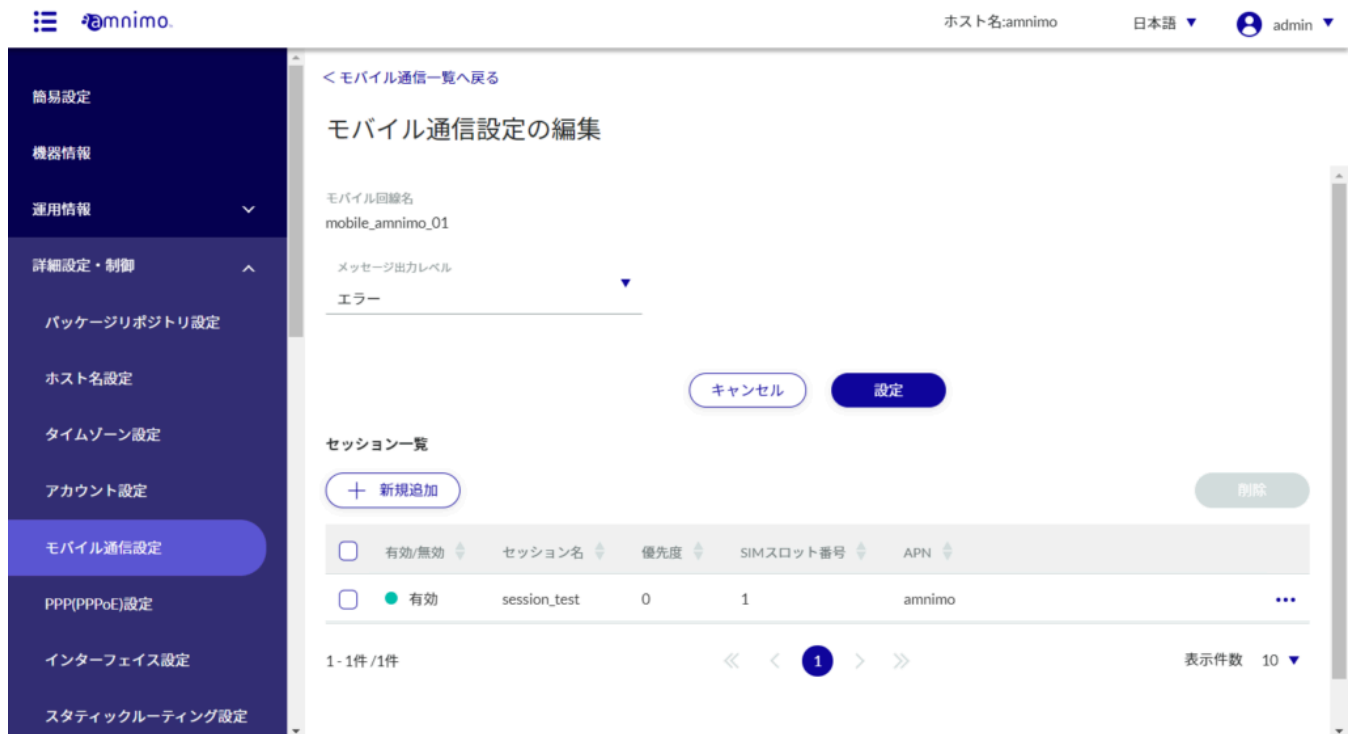 amnimo.
ホスト名:amnimo 日本語 ▼ admin ▼
簡易設定
機器情報
運用情報
詳細設定・制御
パッケージリポジトリ設定
ホスト名設定
タイムゾーン設定
アカウント設定
モバイル通信設定
PPP(PPPoE)設定
インターフェイス設定
スタティックルーティング設定
<モバイル通信一覧へ戻る
モバイル通信設定の編集
モバイル回線名
mobile_amnimo_01
メッセージ出力レベル
エラー
キャンセル 設定
セッション一覧
+ 新規追加 削除
有効/無効 セッション名 優先度 SIMスロット番号 APN
有効 session_test 0 1 amnimo •••
1 - 1件 /1件 << < 1 > >> 表示件数 10 ▼